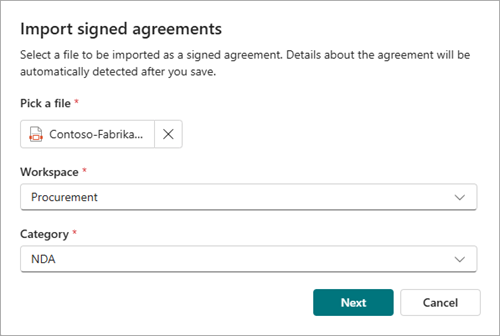 Import signed agreements
Select a file to be imported as a signed agreement. Details about the agreement will be
automatically detected after you save.
Pick a file *
Contoso-Fabrika...
Workspace *
Procurement
Category *
NDA
Next Cancel